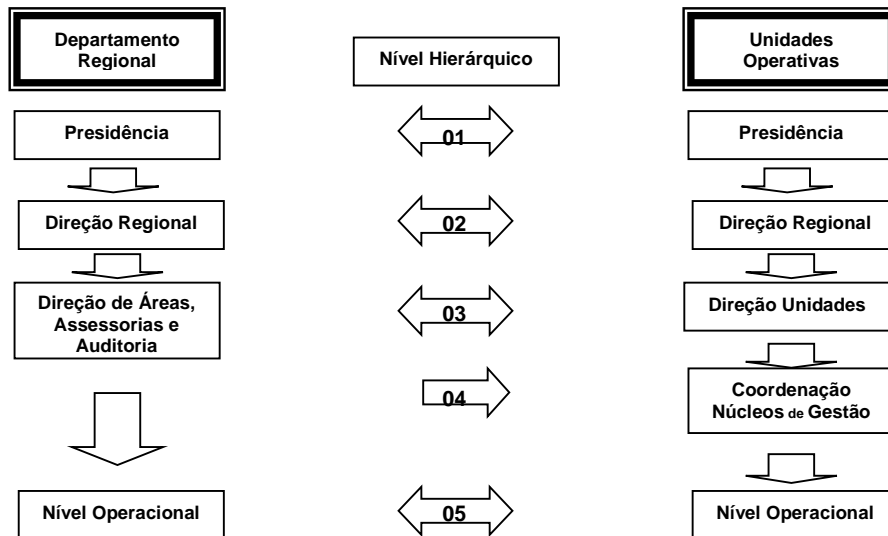 Departamento
Regional
Nível Hierárquico
Unidades
Operativas
Presidência
01
Presidência
Direção Regional
02
Direção Regional
Direção de Áreas,
Assessorias e
Auditoria
03
Direção Unidades
04
Coordenação
Núcleos de Gestão
Nível Operacional
05
Nível Operacional